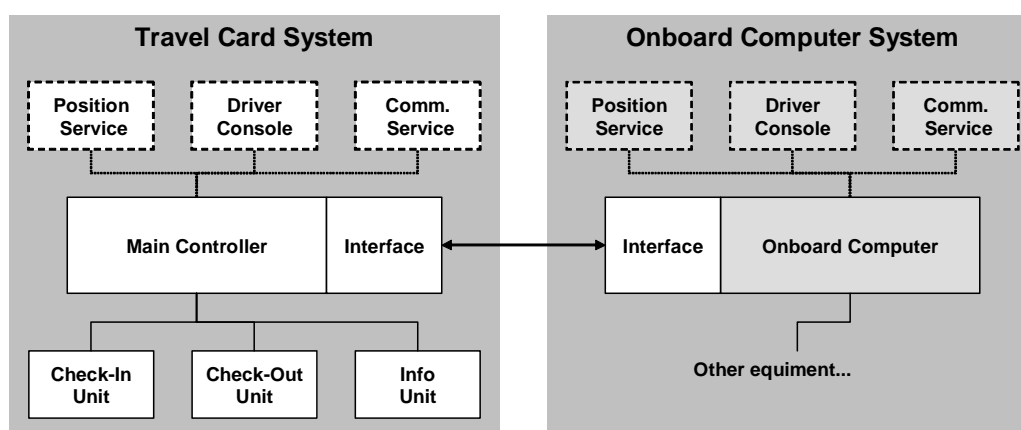 Travel Card System
Position
Service
Driver
Console
Comm.
Service
Main Controller
Interface
Check-In
Unit
Check-Out
Unit
Info
Unit
Onboard Computer System
Position
Service
Driver
Console
Comm.
Service
Interface
Onboard Computer
Other equiment...